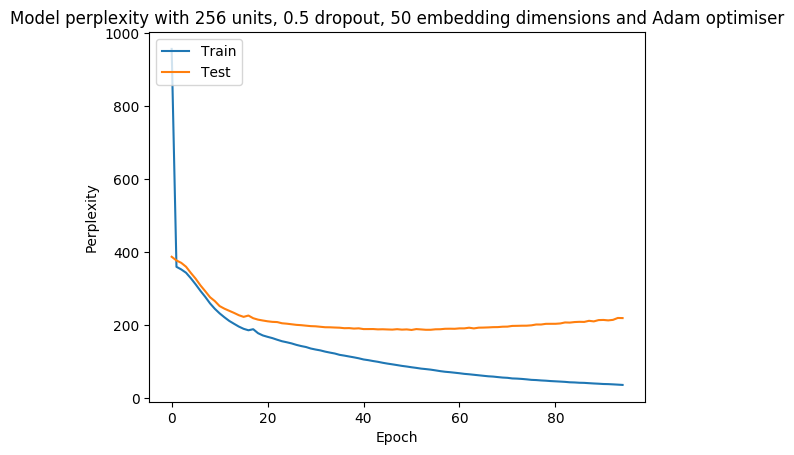 Model perplexity with 256 units, 0.5 dropout, 50 embedding dimensions and Adam optimiser
1000
Train
Test
800
600
400
200
0
Perplexity
0 20 40 60 80
Epoch